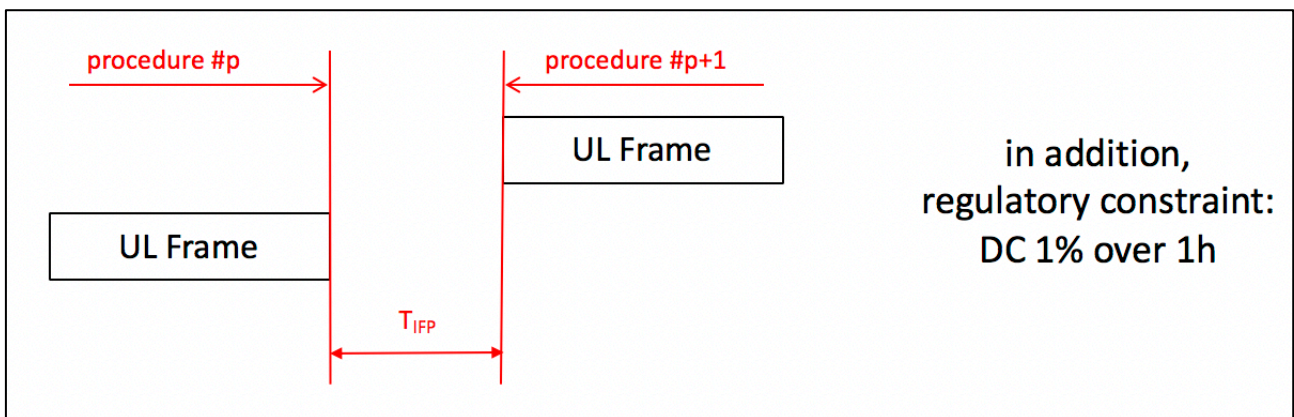 procedure #p
procedure #p+1
UL Frame
in addition,
regulatory constraint:
DC 1% over 1h
UL Frame
TIFP